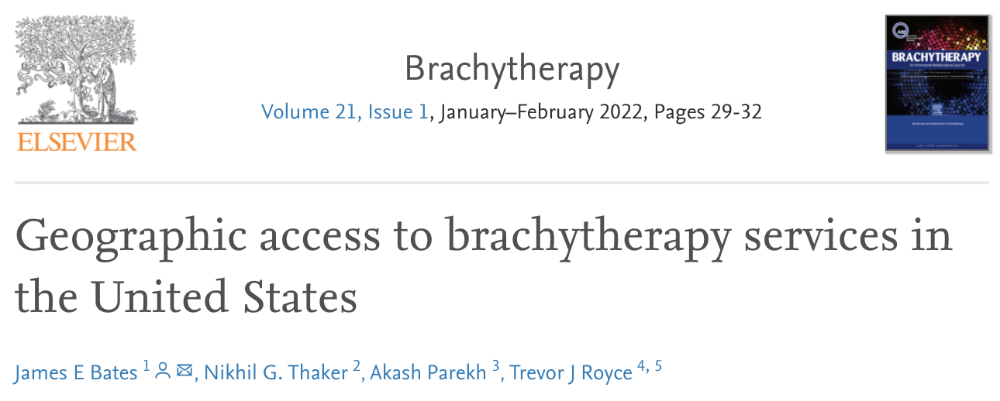 ELSEVIER
Brachytherapy
Volume 21, Issue 1, January–February 2022, Pages 29-32
BRACHYTHERAPY
Geographic access to brachytherapy services in
the United States
James E Bates 1, Nikhil G. Thaker 2, Akash Parekh 3, Trevor J Royce 4, 5